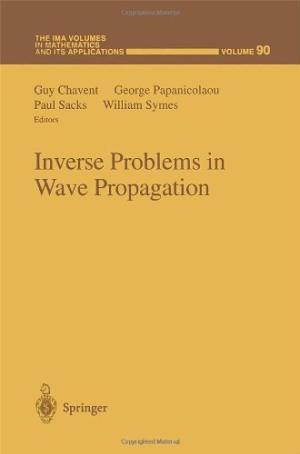 THE IMA VOLUMES
IN MATHEMATICS
AND ITS APPLICATIONS
VOLUME 90
Guy Chavent George Papanicolaou
Paul Sacks William Symes
Editors
Inverse Problems in
Wave Propagation
Springer